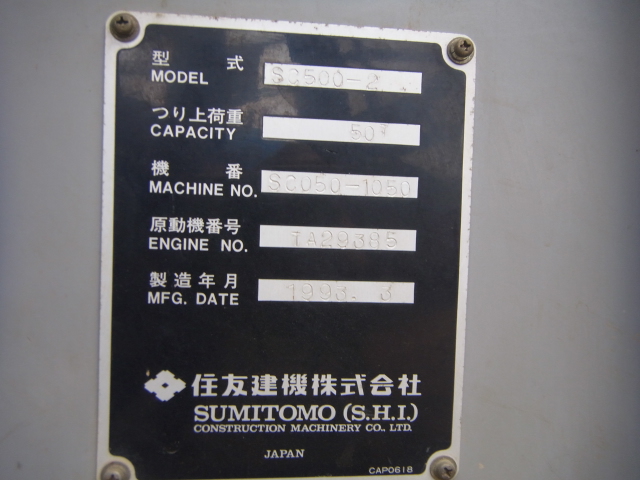 型 式
MODEL SC500-2
つり上荷重
CAPACITY 50T
機 番
MACHINE NO. SC050-1050
原動機番号
ENGINE NO. TA29385
製造年月
MFG. DATE 1993. 3
住友建機株式会社
SUMITOMO (S.H.I.)
CONSTRUCTION MACHINERY CO., LTD.
JAPAN
CAP0618